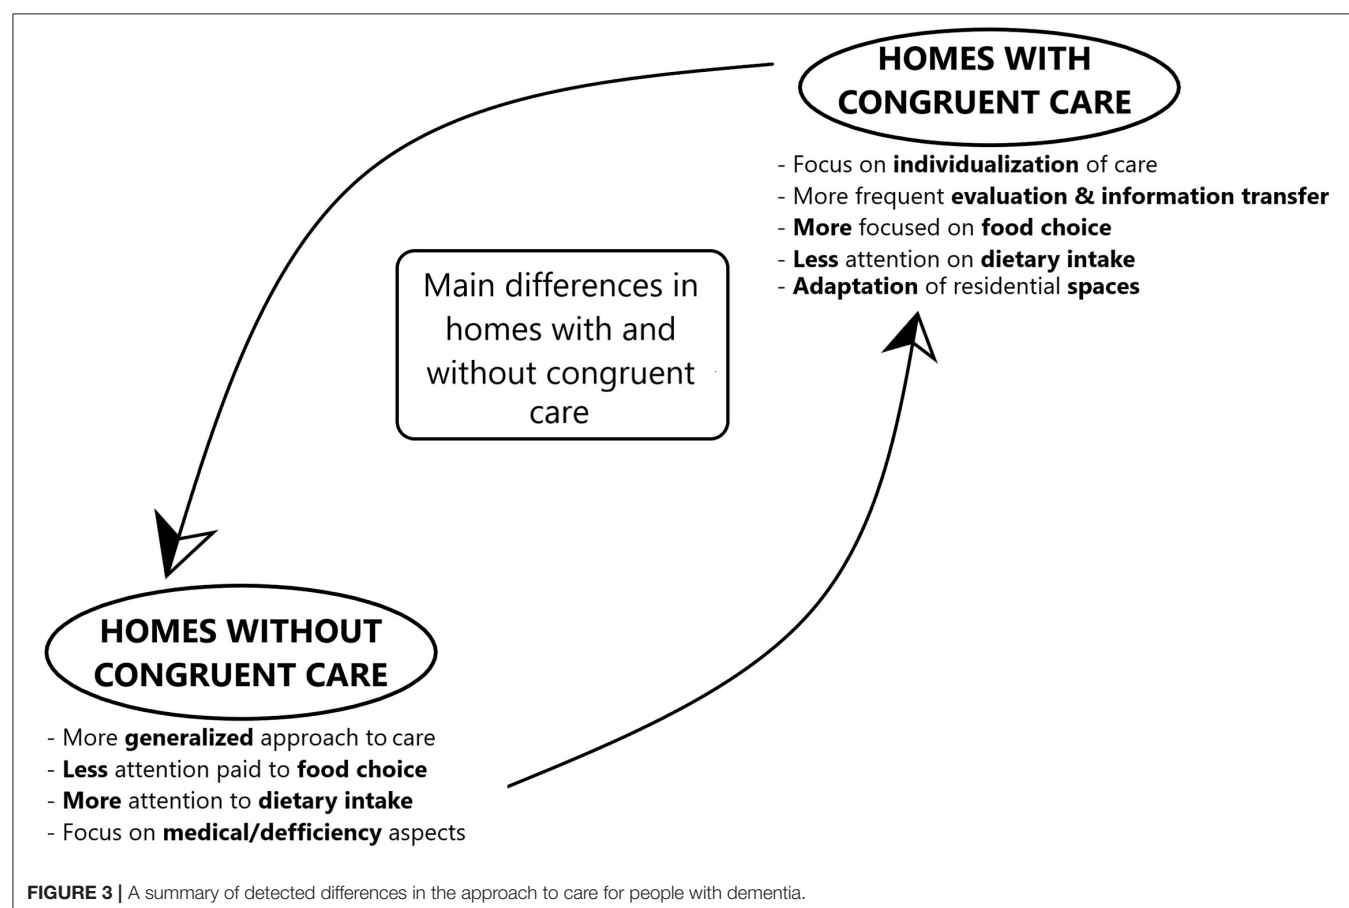 HOMES WITH
CONGRUENT CARE
- Focus on individualization of care
- More frequent evaluation & information transfer
- More focused on food choice
- Less attention on dietary intake
- Adaptation of residential spaces
Main differences in
homes with and
without congruent
care
HOMES WITHOUT
CONGRUENT CARE
- More generalized approach to care
- Less attention paid to food choice
- More attention to dietary intake
- Focus on medical/defficiency aspects
FIGURE 3 | A summary of detected differences in the approach to care for people with dementia.